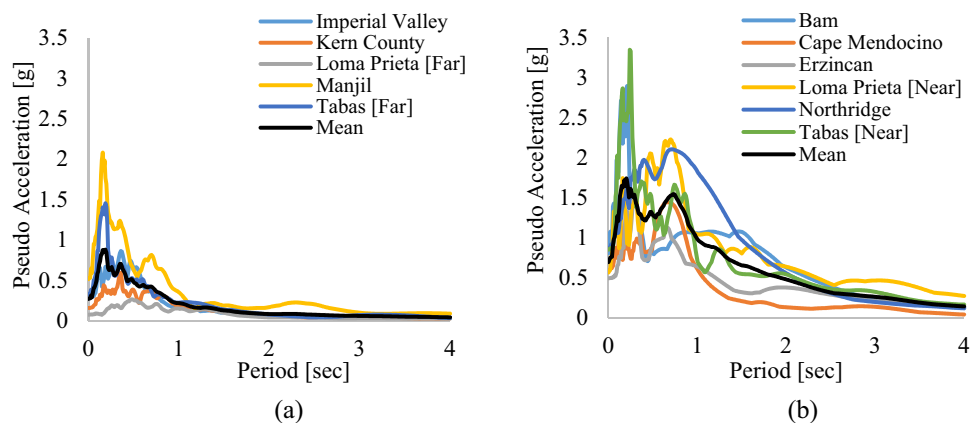 Imperial Valley
Kern County
Loma Prieta [Far]
Manjil
Tabas [Far]
Mean
Pseudo Acceleration [g]
3.5
3
2.5
2
1.5
1
0.5
0
0 1 2 3 4
Period [sec]
(a)
Bam
Cape Mendocino
Erzincan
Loma Prieta [Near]
Northridge
Tabas [Near]
Mean
Pseudo Acceleration [g]
3.5
3
2.5
2
1.5
1
0.5
0
0 1 2 3 4
Period [sec]
(b)